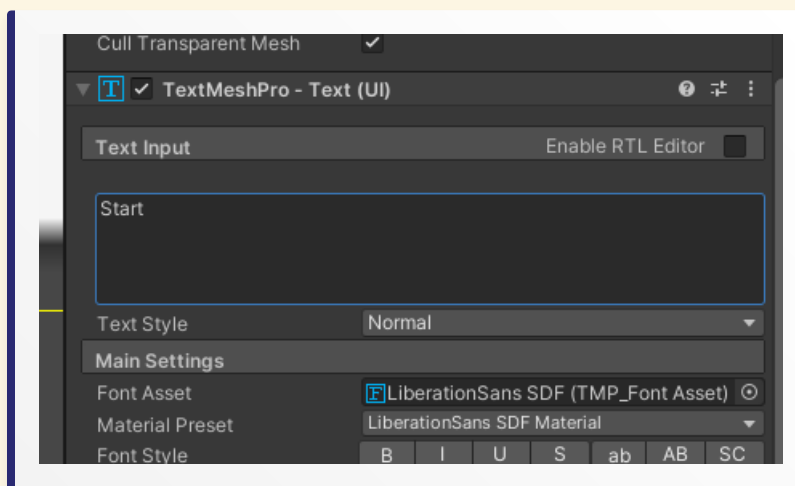 Cull Transparent Mesh
TextMeshPro - Text (UI)
Text Input Enable RTL Editor
Start
Text Style Normal
Main Settings
Font Asset LiberationSans SDF (TMP_Font Asset)
Material Preset LiberationSans SDF Material
Font Style B I U S ab AB SC